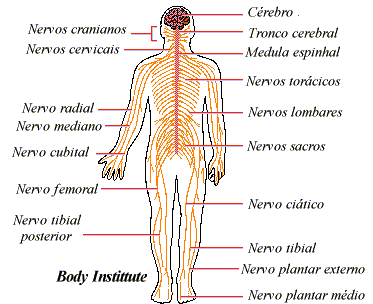 Nervos cranianos
Nervos cervicais
Nervo radial
Nervo mediano
Nervo cubital
Nervo femoral
Nervo tibial
posterior
Body Instittute
Cérebro .
Tronco cerebral
Medula espinhal
Nervos torácicos
Nervos lombares
Nervos sacros
Nervo ciático
Nervo tibial
Nervo plantar externo
Nervo plantar médio